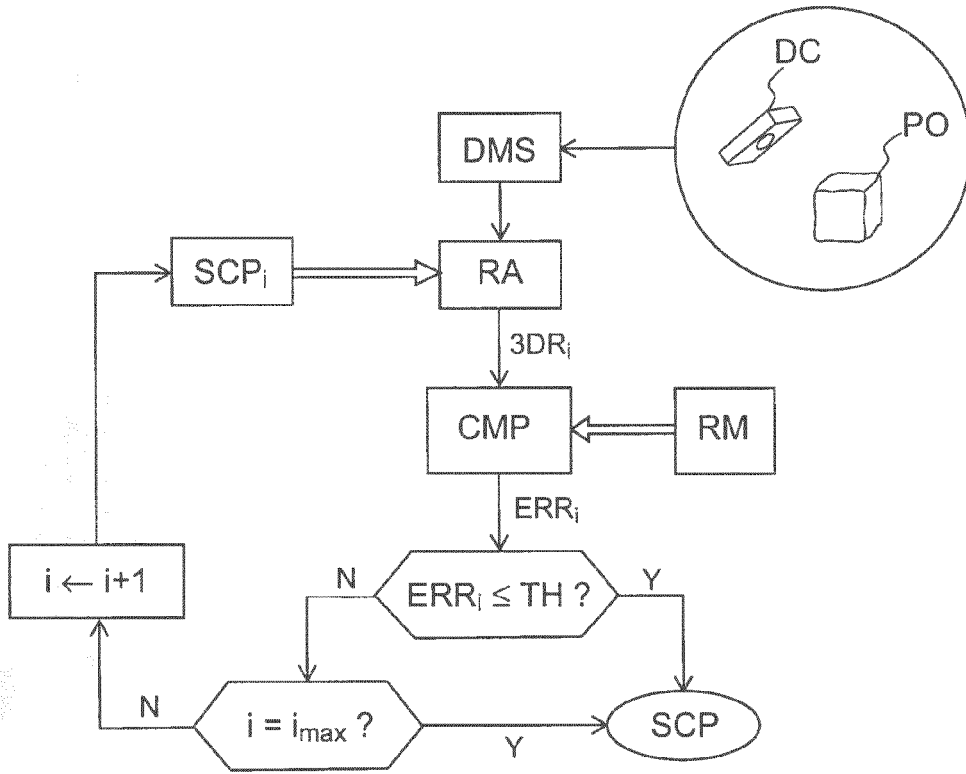 DC
PO
DMS
SCPi
RA
3DRi
CMP
RM
ERRi
i ← i+1
N
ERRi ≤ TH ?
Y
N
i = imax ?
Y
SCP